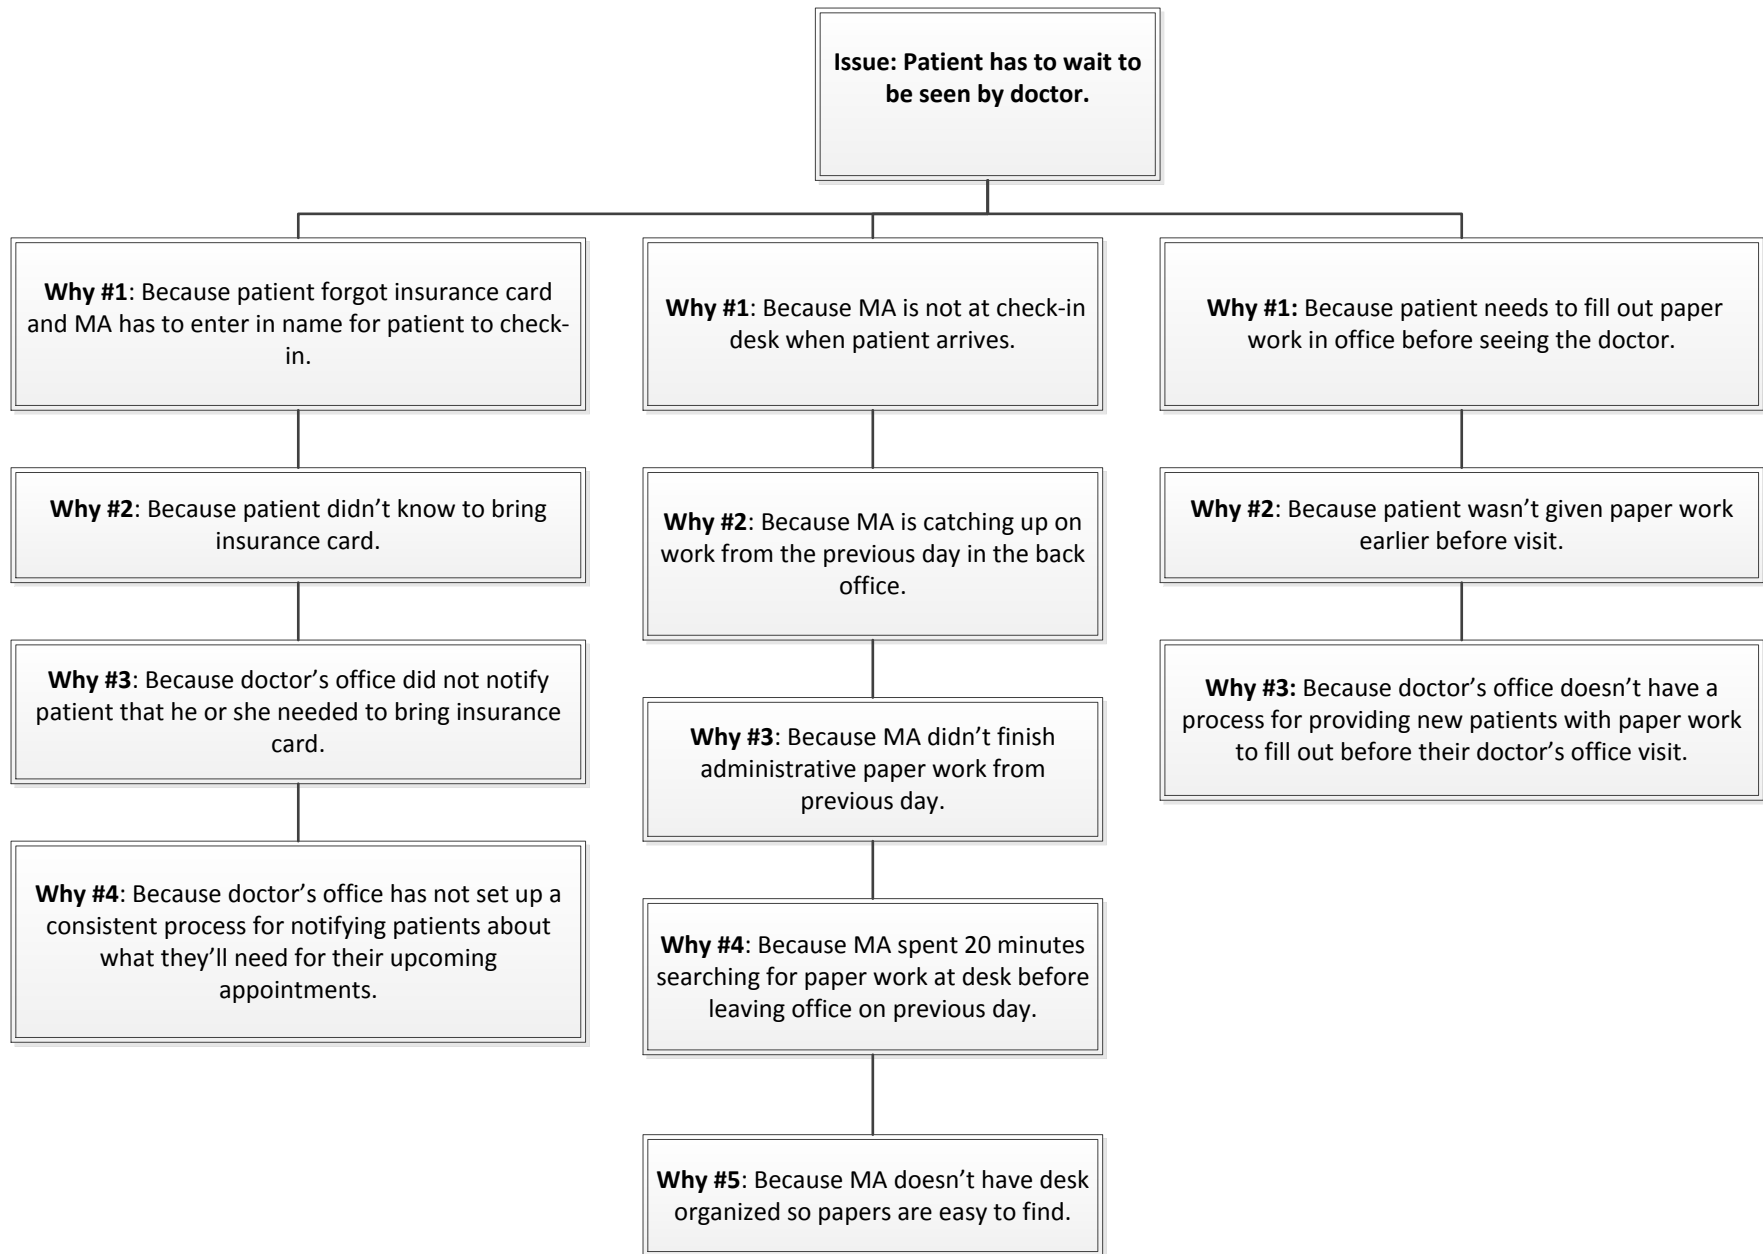 Issue: Patient has to wait to
be seen by doctor.
Why #1: Because patient forgot insurance card
and MA has to enter in name for patient to check-
in.
Why #2: Because patient didn’t know to bring
insurance card.
Why #3: Because doctor’s office did not notify
patient that he or she needed to bring insurance
card.
Why #4: Because doctor’s office has not set up a
consistent process for notifying patients about
what they’ll need for their upcoming
appointments.
Why #1: Because MA is not at check-in
desk when patient arrives.
Why #2: Because MA is catching up on
work from the previous day in the back
office.
Why #3: Because MA didn’t finish
administrative paper work from
previous day.
Why #4: Because MA spent 20 minutes
searching for paper work at desk before
leaving office on previous day.
Why #5: Because MA doesn’t have desk
organized so papers are easy to find.
Why #1: Because patient needs to fill out paper
work in office before seeing the doctor.
Why #2: Because patient wasn’t given paper work
earlier before visit.
Why #3: Because doctor’s office doesn’t have a
process for providing new patients with paper work
to fill out before their doctor’s office visit.